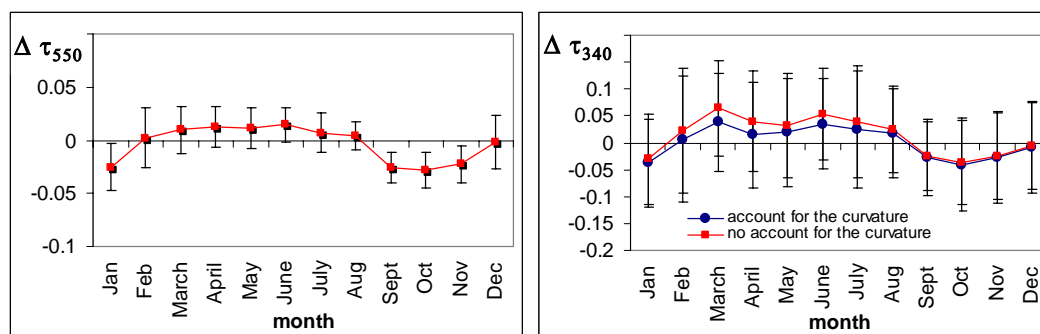 Δ τ550
0.05
0
-0.05
-0.1
Jan
Feb
March
April
May
June
July
Aug
Sept
Oct
Nov
Dec
month
Δ τ340
0.1
0.05
0
-0.05
-0.1
-0.15
-0.2
account for the curvature
no account for the curvature
Jan
Feb
March
April
May
June
July
Aug
Sept
Oct
Nov
Dec
month